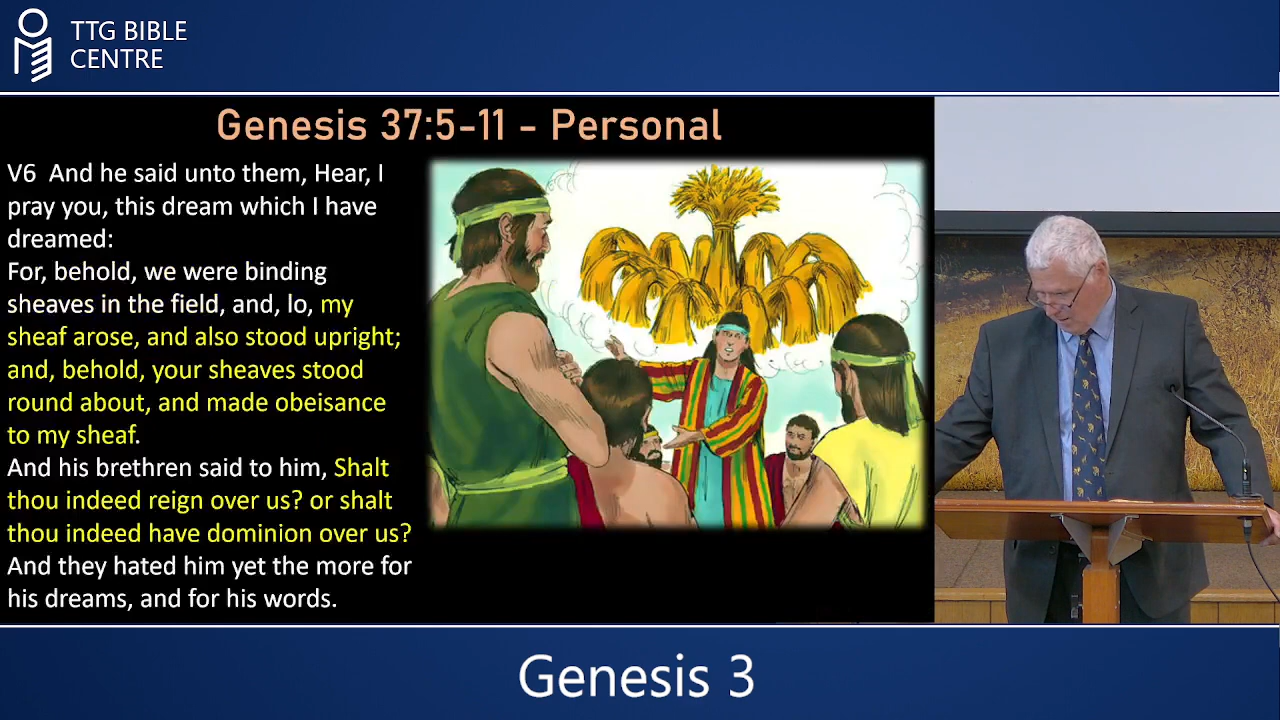 TTG BIBLE
CENTRE
Genesis 37:5-11 - Personal
V6  And he said unto them, Hear, I
pray you, this dream which I have
dreamed:
For, behold, we were binding
sheaves in the field, and, lo, my
sheaf arose, and also stood upright;
and, behold, your sheaves stood
round about, and made obeisance
to my sheaf.
And his brethren said to him, Shalt
thou indeed reign over us? or shalt
thou indeed have dominion over us?
And they hated him yet the more for
his dreams, and for his words.
Genesis 3